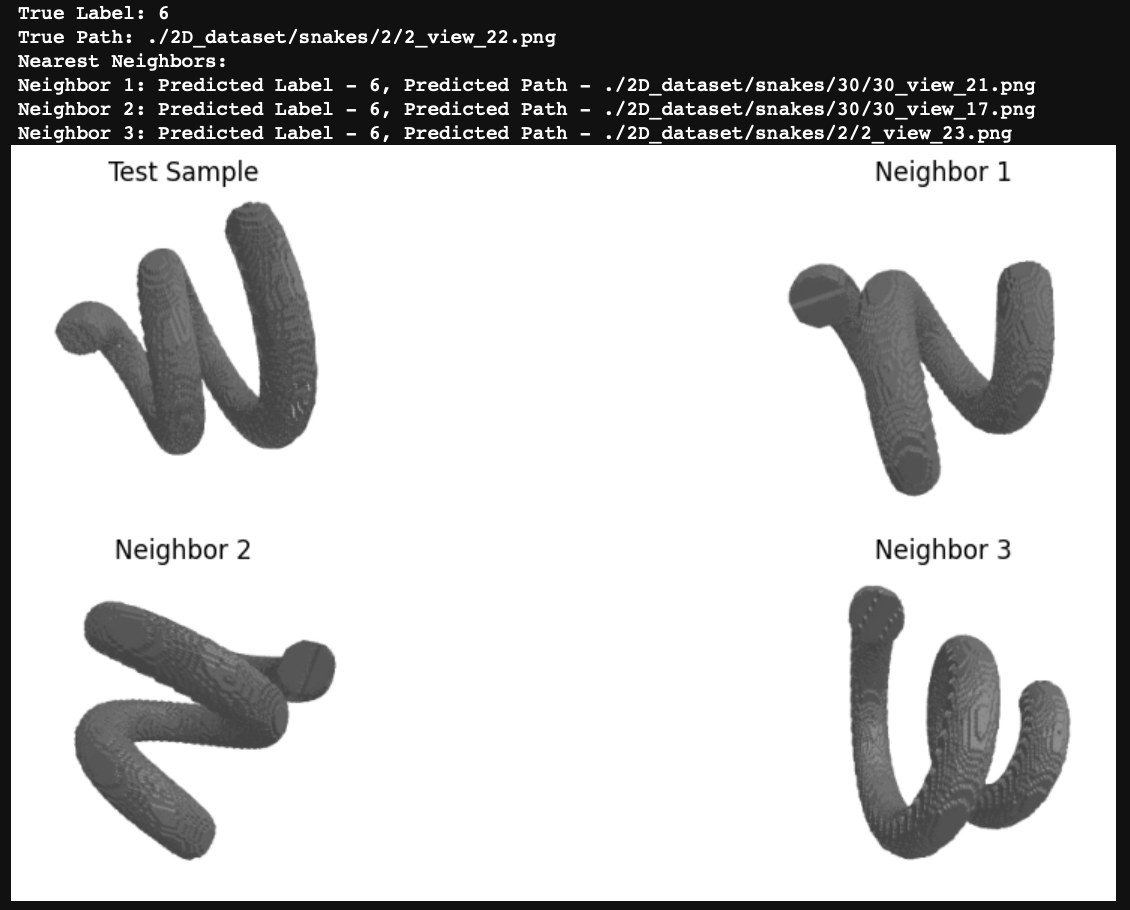 True Label: 6
True Path: ./2D_dataset/snakes/2/2_view_22.png
Nearest Neighbors:
Neighbor 1: Predicted Label - 6, Predicted Path - ./2D_dataset/snakes/30/30_view_21.png
Neighbor 2: Predicted Label - 6, Predicted Path - ./2D_dataset/snakes/30/30_view_17.png
Neighbor 3: Predicted Label - 6, Predicted Path - ./2D_dataset/snakes/2/2_view_23.png
Test Sample
Neighbor 1
Neighbor 2
Neighbor 3